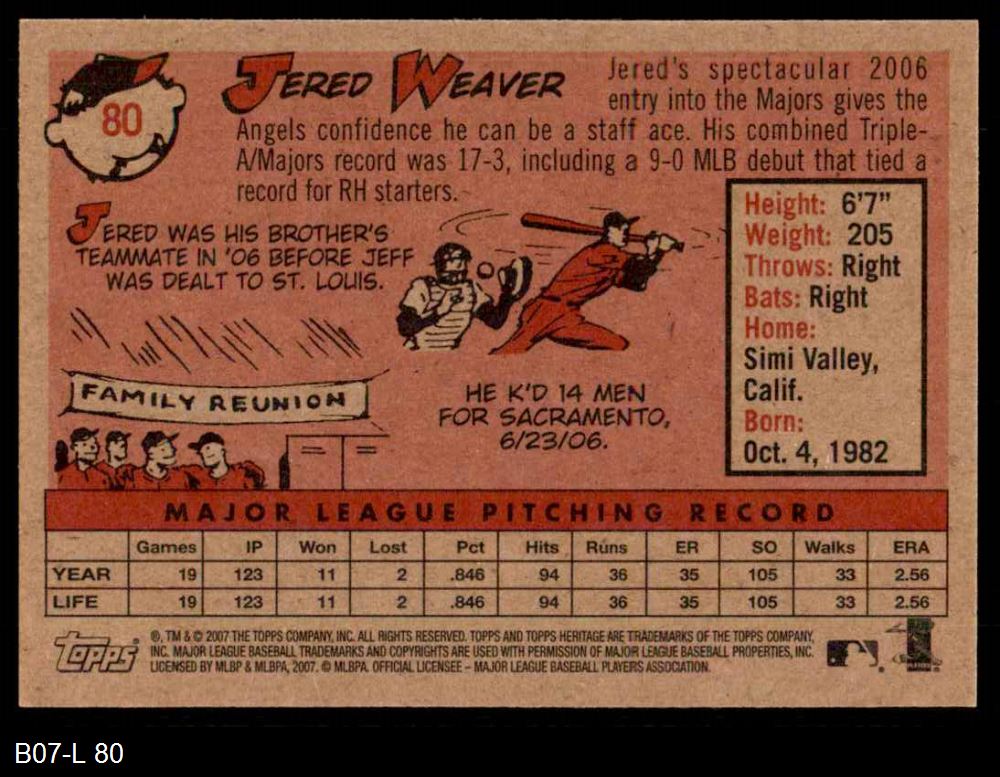 80
JERED WEAVER
Jered's spectacular 2006
entry into the Majors gives the
Angels confidence he can be a staff ace. His combined Triple-
A/Majors record was 17-3, including a 9-0 MLB debut that tied a
record for RH starters.
JERED WAS HIS BROTHER'S
TEAMMATE IN '06 BEFORE JEFF
WAS DEALT TO ST. LOUIS.
FAMILY REUNION
HE K'D 14 MEN
FOR SACRAMENTO,
6/23/06.
Height: 6'7"
Weight: 205
Throws: Right
Bats: Right
Home:
Simi Valley,
Calif.
Born:
Oct. 4, 1982
MAJOR LEAGUE PITCHING RECORD
Games IP Won Lost Pct Hits Runs ER SO Walks ERA
YEAR 19 123 11 2 .846 94 36 35 105 33 2.56
LIFE 19 123 11 2 .846 94 36 35 105 33 2.56
Topps
®, TM & © 2007 THE TOPPS COMPANY, INC. ALL RIGHTS RESERVED. TOPPS AND TOPPS HERITAGE ARE TRADEMARKS OF THE TOPPS COMPANY,
INC. MAJOR LEAGUE BASEBALL TRADEMARKS AND COPYRIGHTS ARE USED WITH PERMISSION OF MAJOR LEAGUE BASEBALL PROPERTIES, INC.
LICENSED BY MLBP & MLBPA, 2007. © MLBPA. OFFICIAL LICENSEE – MAJOR LEAGUE BASEBALL PLAYERS ASSOCIATION.
B07-L 80